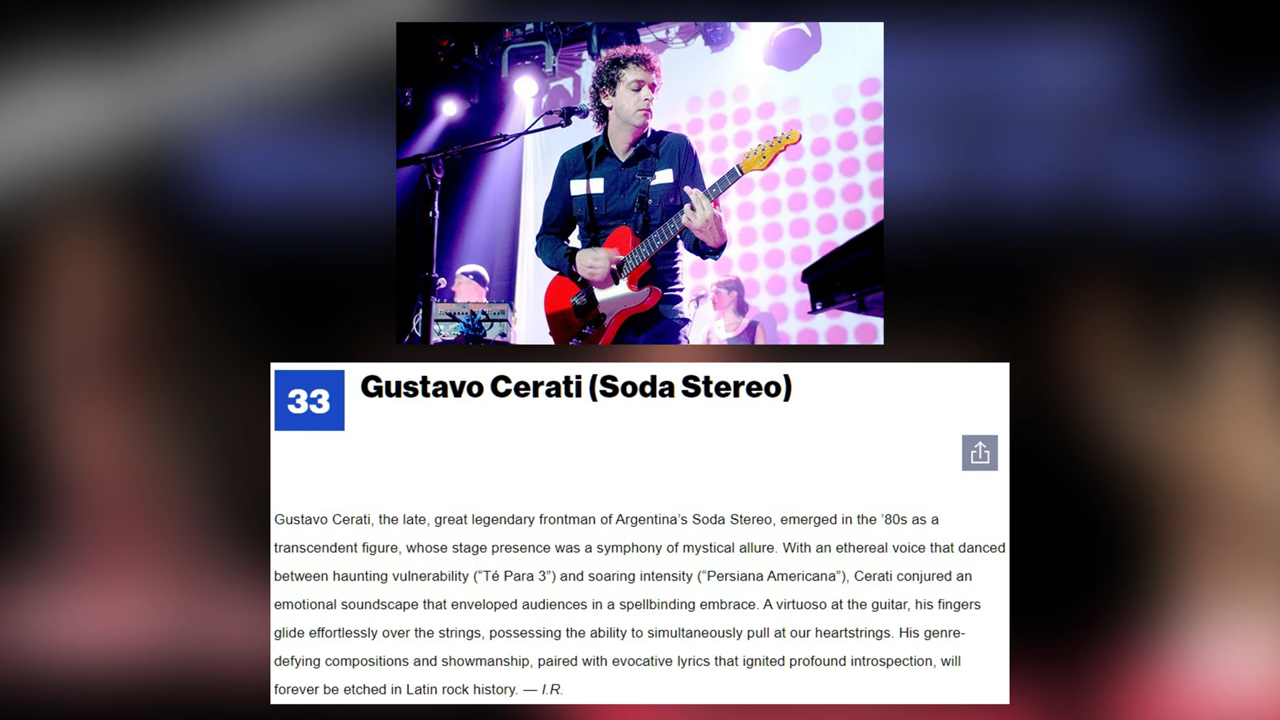 33
Gustavo Cerati (Soda Stereo)
Gustavo Cerati, the late, great legendary frontman of Argentina’s Soda Stereo, emerged in the ’80s as a
transcendent figure, whose stage presence was a symphony of mystical allure. With an ethereal voice that danced
between haunting vulnerability (“Té Para 3”) and soaring intensity (“Persiana Americana”), Cerati conjured an
emotional soundscape that enveloped audiences in a spellbinding embrace. A virtuoso at the guitar, his fingers
glide effortlessly over the strings, possessing the ability to simultaneously pull at our heartstrings. His genre-
defying compositions and showmanship, paired with evocative lyrics that ignited profound introspection, will
forever be etched in Latin rock history. — I.R.